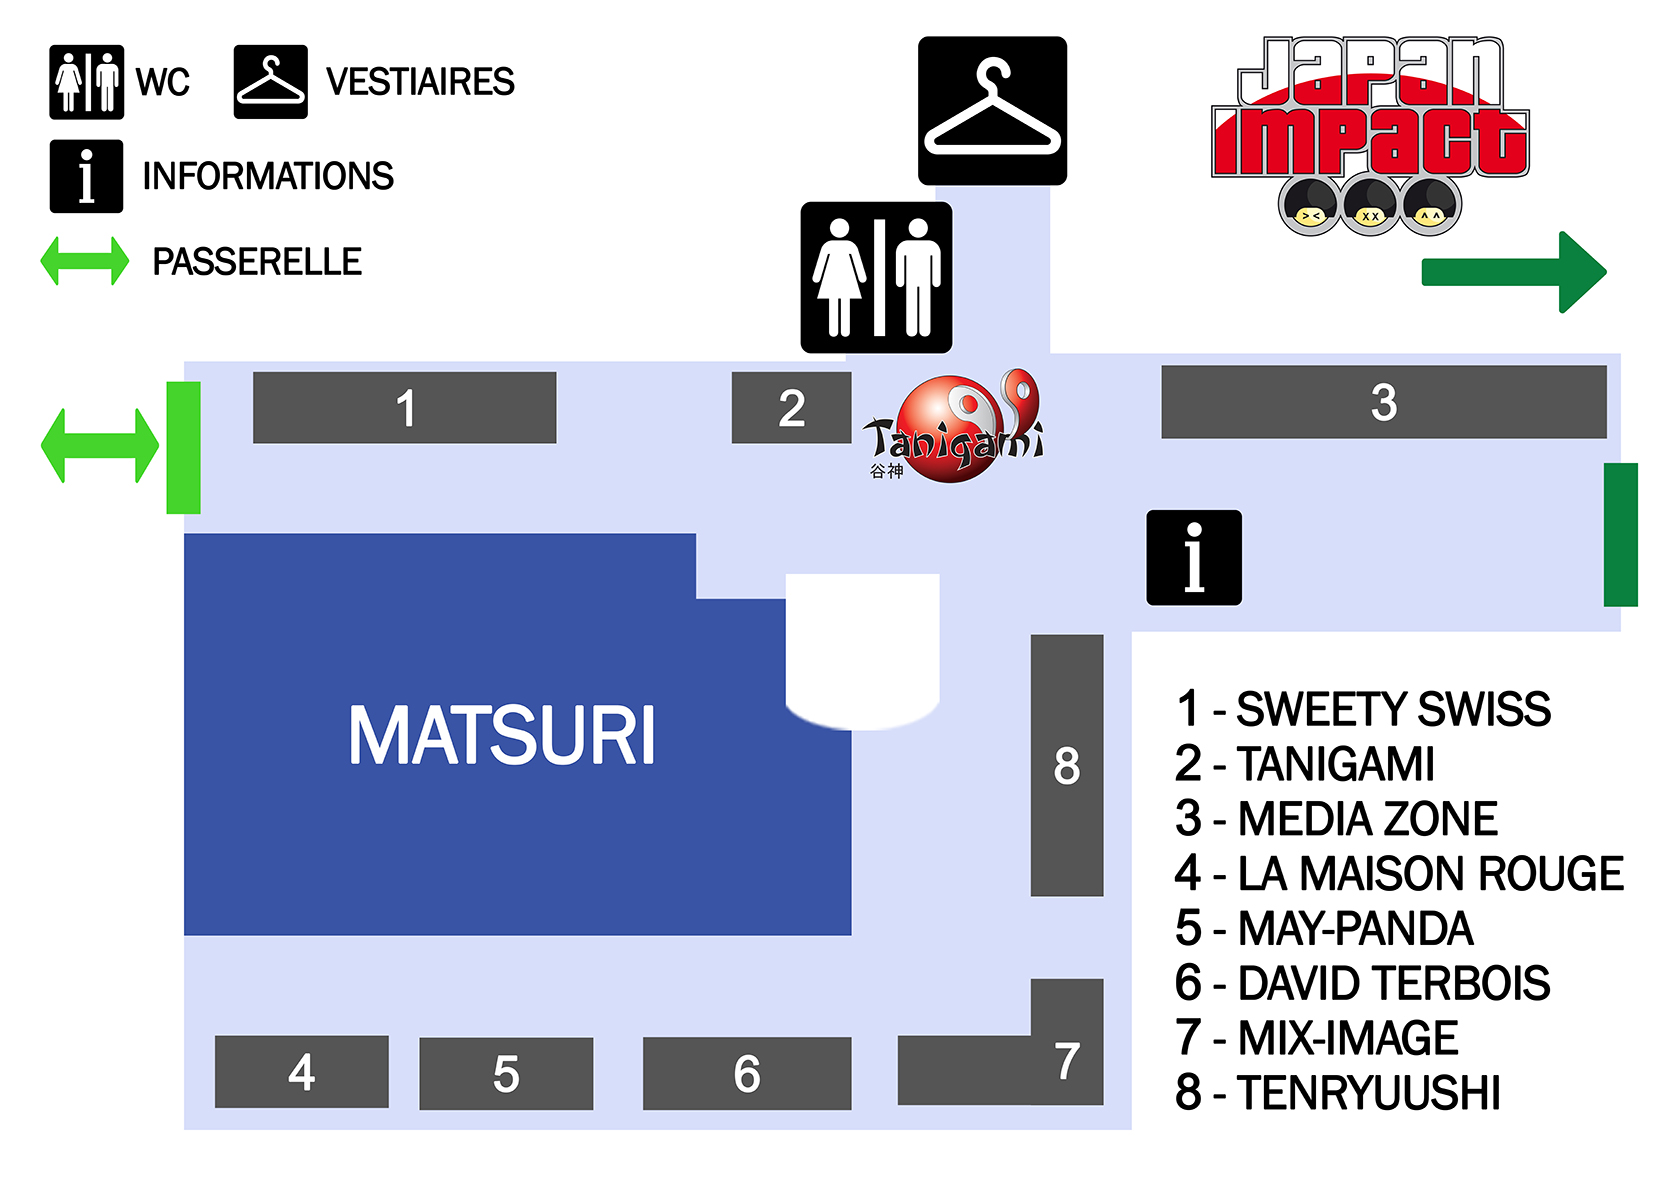 WC
VESTIAIRES
INFORMATIONS
PASSERELLE
JAPAN
IMPACT
>< xx ^^
1
2
Tanigami
谷神
3
i
MATSURI
8
4
5
6
7
1 - SWEETY SWISS
2 - TANIGAMI
3 - MEDIA ZONE
4 - LA MAISON ROUGE
5 - MAY-PANDA
6 - DAVID TERBOIS
7 - MIX-IMAGE
8 - TENRYUUSHI